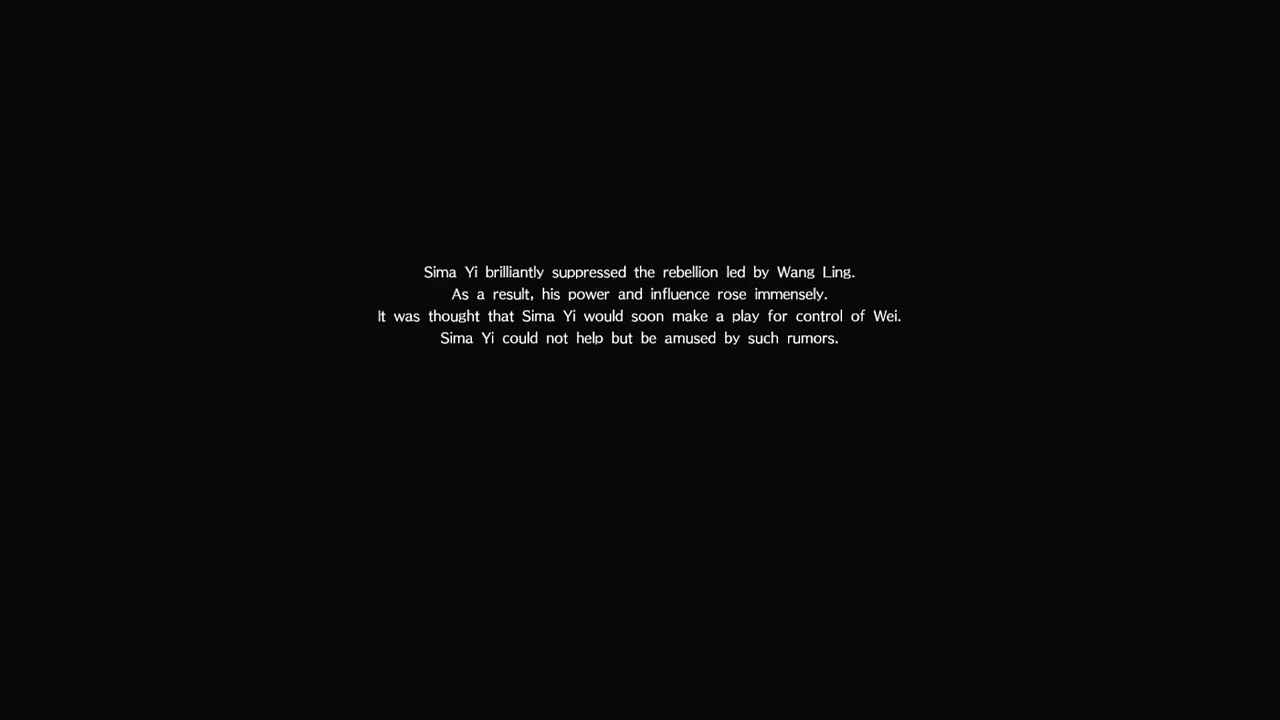 Sima Yi brilliantly suppressed the rebellion led by Wang Ling.
As a result, his power and influence rose immensely.
It was thought that Sima Yi would soon make a play for control of Wei.
Sima Yi could not help but be amused by such rumors.